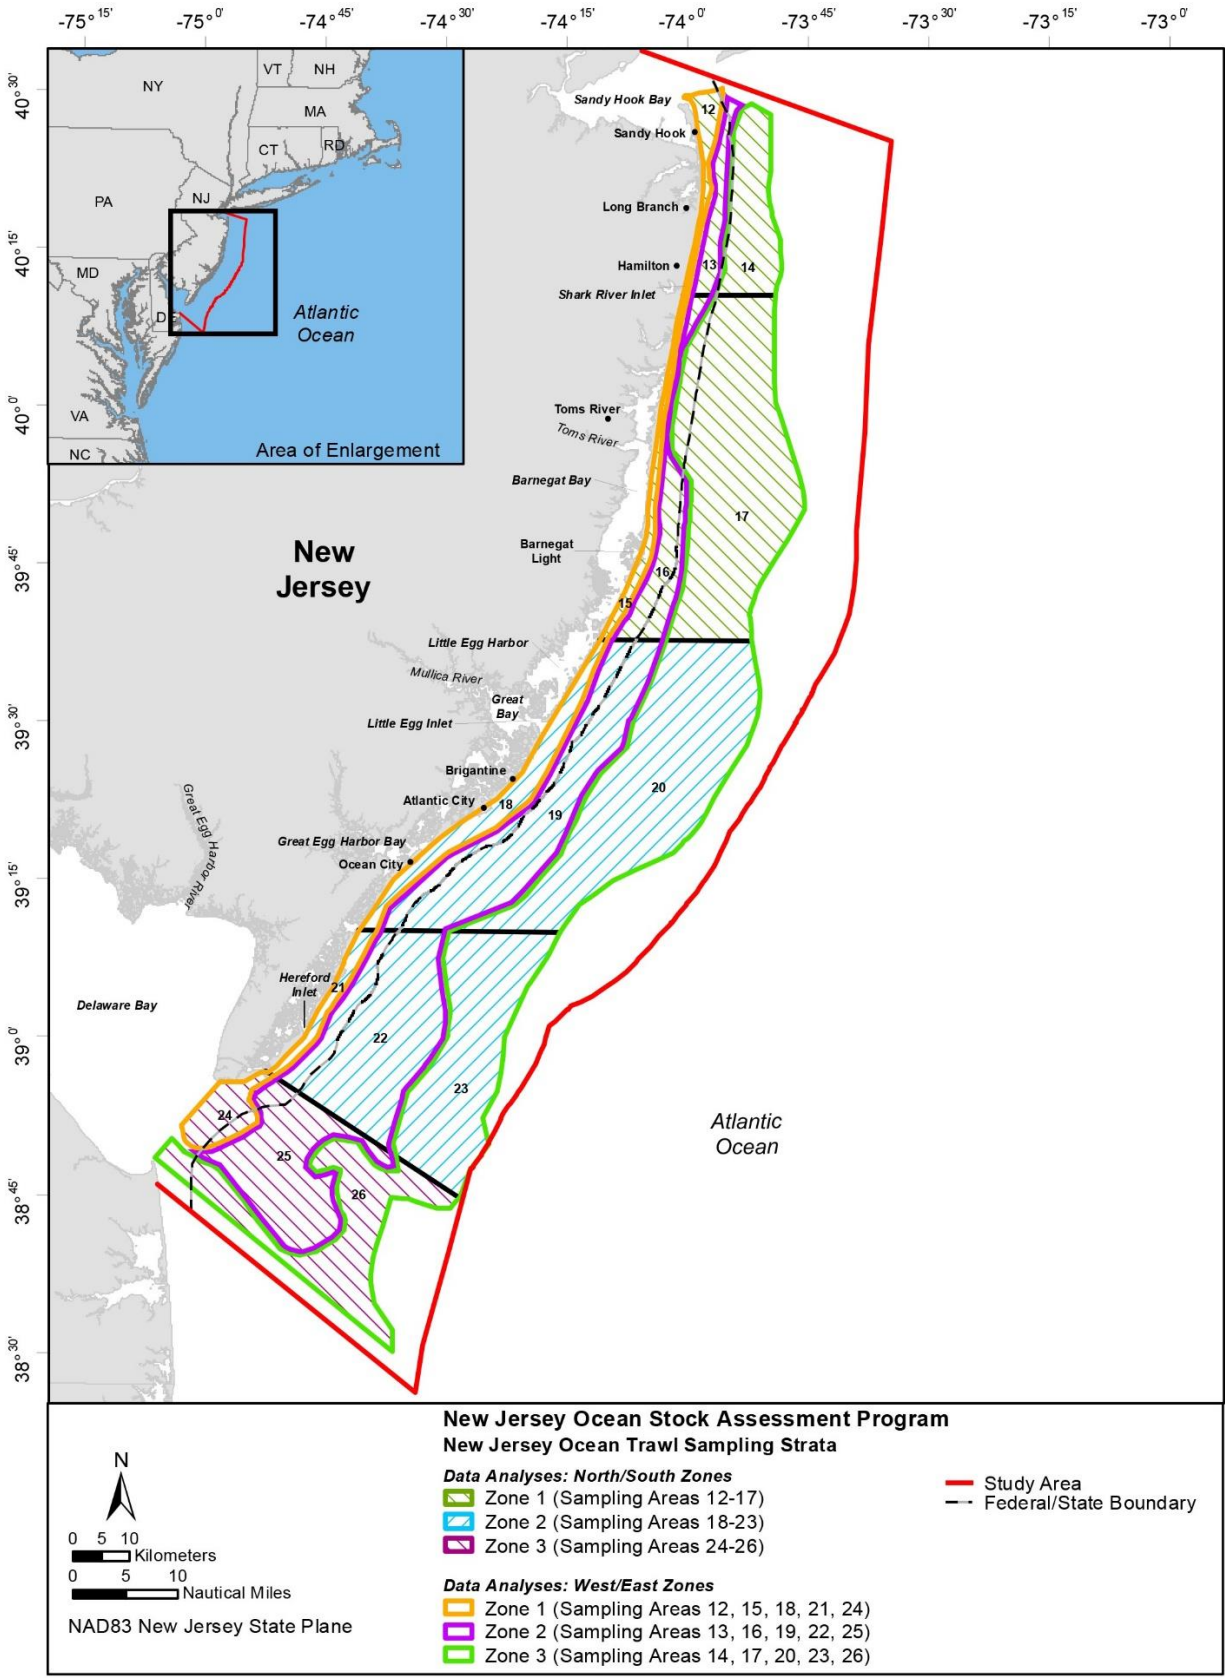 -75°15' -75°0' -74°45' -74°30' -74°15' -74°0' -73°45' -73°30' -73°15' -73°0'
40°30'
40°15'
40°0'
39°45'
39°30'
39°15'
39°0'
38°45'
38°30'
NY
VT
NH
MA
CT
RD
PA
NJ
MD
DE
VA
NC
Atlantic
Ocean
Area of Enlargement
Sandy Hook Bay
12
Sandy Hook
Long Branch
Hamilton
13
14
Shark River Inlet
Toms River
Toms River
Barnegat Bay
17
Barnegat
Light
New
Jersey
16
15
Little Egg Harbor
Mullica River
Great
Bay
Little Egg Inlet
Brigantine
20
Atlantic City
18
19
Great Egg Harbor River
Great Egg Harbor Bay
Ocean City
Hereford
Inlet
21
Delaware Bay
22
23
24
Atlantic
Ocean
25
26
New Jersey Ocean Stock Assessment Program
New Jersey Ocean Trawl Sampling Strata
Data Analyses: North/South Zones
Zone 1 (Sampling Areas 12-17)
Zone 2 (Sampling Areas 18-23)
Zone 3 (Sampling Areas 24-26)
Data Analyses: West/East Zones
Zone 1 (Sampling Areas 12, 15, 18, 21, 24)
Zone 2 (Sampling Areas 13, 16, 19, 22, 25)
Zone 3 (Sampling Areas 14, 17, 20, 23, 26)
Study Area
Federal/State Boundary
N
0 5 10
Kilometers
0 5 10
Nautical Miles
NAD83 New Jersey State Plane